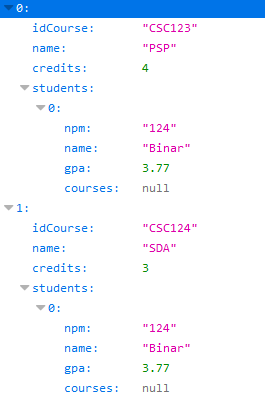 0:
idCourse: "CSC123"
name: "PSP"
credits: 4
students:
0:
npm: "124"
name: "Binar"
gpa: 3.77
courses: null
1:
idCourse: "CSC124"
name: "SDA"
credits: 3
students:
0:
npm: "124"
name: "Binar"
gpa: 3.77
courses: null